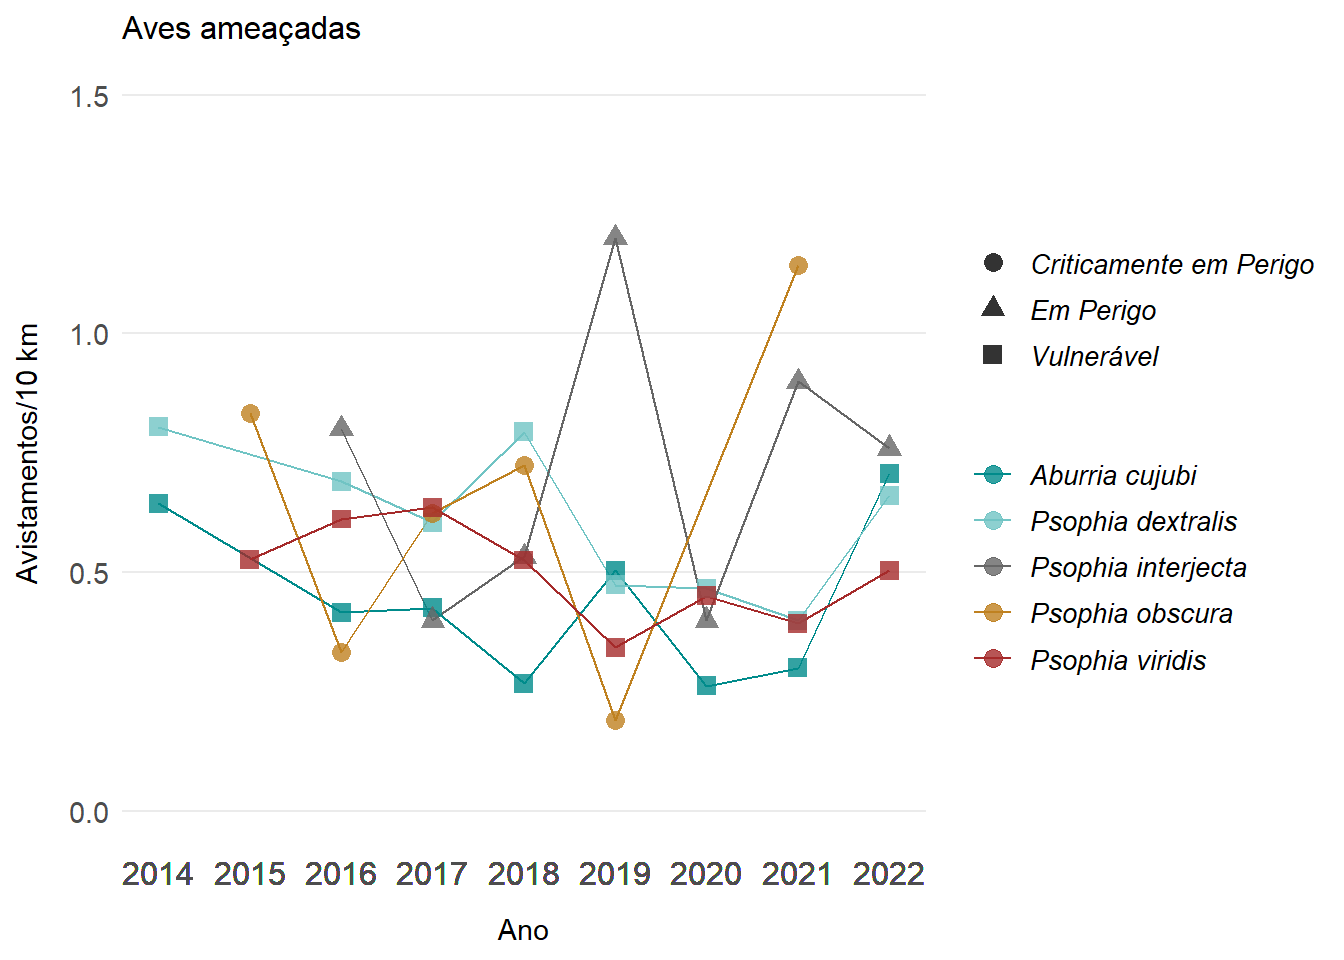 Aves ameaçadas
1.5
1.0
0.5
0.0
Avistamentos/10 km
2014 2015 2016 2017 2018 2019 2020 2021 2022
Ano
Criticamente em Perigo
Em Perigo
Vulnerável
Aburria cujubi
Psophia dextralis
Psophia interjecta
Psophia obscura
Psophia viridis